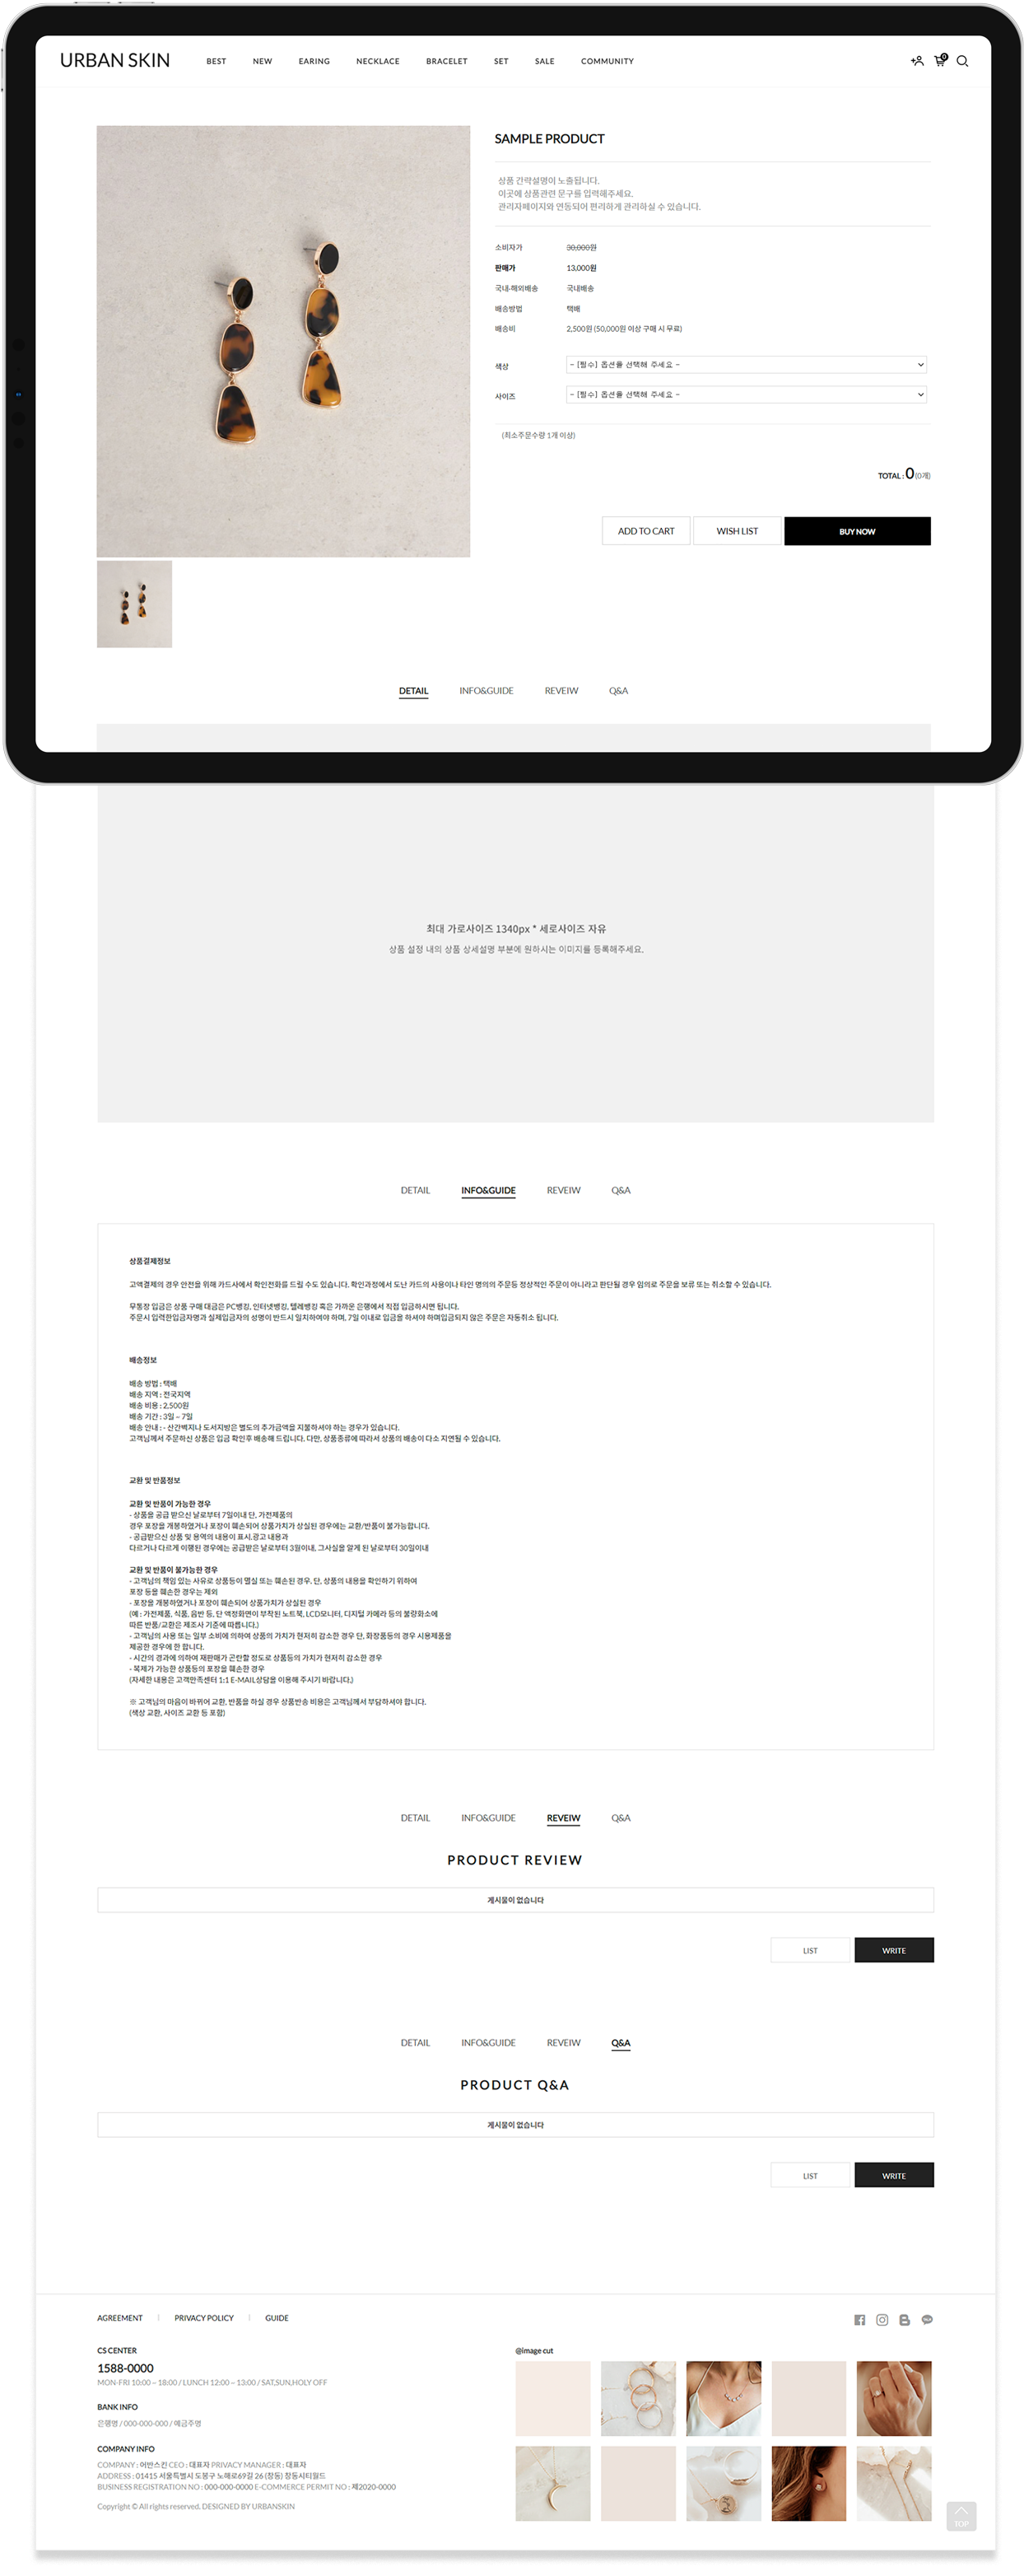 URBAN SKIN
BEST NEW EARING NECKLACE BRACELET SET SALE COMMUNITY
0
SAMPLE PRODUCT
상품 간략설명이 노출됩니다.
이곳에 상품관련 문구를 입력해주세요.
관리자페이지와 연동되어 편리하게 관리하실 수 있습니다.
소비자가 30,000원
판매가 13,000원
국내·해외배송 국내배송
배송방법 택배
배송비 2,500원 (50,000원 이상 구매 시 무료)
색상 - [필수] 옵션을 선택해 주세요 -
사이즈 - [필수] 옵션을 선택해 주세요 -
(최소주문수량 1개 이상)
TOTAL : 0 (0개)
ADD TO CART WISH LIST BUY NOW
DETAIL INFO&GUIDE REVEIW Q&A
최대 가로사이즈 1340px * 세로사이즈 자유
상품 설정 내의 상품 상세설명 부분에 원하시는 이미지를 등록해주세요.
DETAIL INFO&GUIDE REVEIW Q&A
상품결제정보
고액결제의 경우 안전을 위해 카드사에서 확인전화를 드릴 수도 있습니다. 확인과정에서 도난 카드의 사용이나 타인 명의의 주문등 정상적인 주문이 아니라고 판단될 경우 임의로 주문을 보류 또는 취소할 수 있습니다.
무통장 입금은 상품 구매 대금은 PC뱅킹, 인터넷뱅킹, 텔레뱅킹 혹은 가까운 은행에서 직접 입금하시면 됩니다.
주문시 입력한입금자명과 실제입금자의 성명이 반드시 일치하여야 하며, 7일 이내로 입금을 하셔야 하며입금되지 않은 주문은 자동취소 됩니다.
배송정보
배송 방법 : 택배
배송 지역 : 전국지역
배송 비용 : 2,500원
배송 기간 : 3일 ~ 7일
배송 안내 : - 산간벽지나 도서지방은 별도의 추가금액을 지불하셔야 하는 경우가 있습니다.
고객님께서 주문하신 상품은 입금 확인후 배송해 드립니다. 다만, 상품종류에 따라서 상품의 배송이 다소 지연될 수 있습니다.
교환 및 반품정보
교환 및 반품이 가능한 경우
- 상품을 공급 받으신 날로부터 7일이내 단, 가전제품의
경우 포장을 개봉하였거나 포장이 훼손되어 상품가치가 상실된 경우에는 교환/반품이 불가능합니다.
- 공급받으신 상품 및 용역의 내용이 표시.광고 내용과
다르거나 다르게 이행된 경우에는 공급받은 날로부터 3월이내, 그사실을 알게 된 날로부터 30일이내
교환 및 반품이 불가능한 경우
- 고객님의 책임 있는 사유로 상품등이 멸실 또는 훼손된 경우. 단, 상품의 내용을 확인하기 위하여
포장 등을 훼손한 경우는 제외
- 포장을 개봉하였거나 포장이 훼손되어 상품가치가 상실된 경우
(예 : 가전제품, 식품, 음반 등, 단 액정화면이 부착된 노트북, LCD모니터, 디지털 카메라 등의 불량화소에
따른 반품/교환은 제조사 기준에 따릅니다.)
- 고객님의 사용 또는 일부 소비에 의하여 상품의 가치가 현저히 감소한 경우 단, 화장품등의 경우 시용제품을
제공한 경우에 한 합니다.
- 시간의 경과에 의하여 재판매가 곤란할 정도로 상품등의 가치가 현저히 감소한 경우
- 복제가 가능한 상품등의 포장을 훼손한 경우
(자세한 내용은 고객만족센터 1:1 E-MAIL상담을 이용해 주시기 바랍니다.)
※ 고객님의 마음이 바뀌어 교환, 반품을 하실 경우 상품반송 비용은 고객님께서 부담하셔야 합니다.
(색상 교환, 사이즈 교환 등 포함)
DETAIL INFO&GUIDE REVEIW Q&A
PRODUCT REVIEW
게시물이 없습니다
LIST WRITE
DETAIL INFO&GUIDE REVEIW Q&A
PRODUCT Q&A
게시물이 없습니다
LIST WRITE
AGREEMENT | PRIVACY POLICY | GUIDE
CS CENTER
1588-0000
MON-FRI 10:00 ~ 18:00 / LUNCH 12:00 ~ 13:00 / SAT,SUN,HOLY OFF
BANK INFO
은행명 / 000-000-000 / 예금주명
COMPANY INFO
COMPANY : 어반스킨 CEO : 대표자 PRIVACY MANAGER : 대표자
ADDRESS : 01415 서울특별시 도봉구 노해로69길 26 (창동) 창동시티월드
BUSINESS REGISTRATION NO : 000-000-0000 E-COMMERCE PERMIT NO : 제2020-0000
Copyright © All rights reserved. DESIGNED BY URBANSKIN
@image cut
TOP